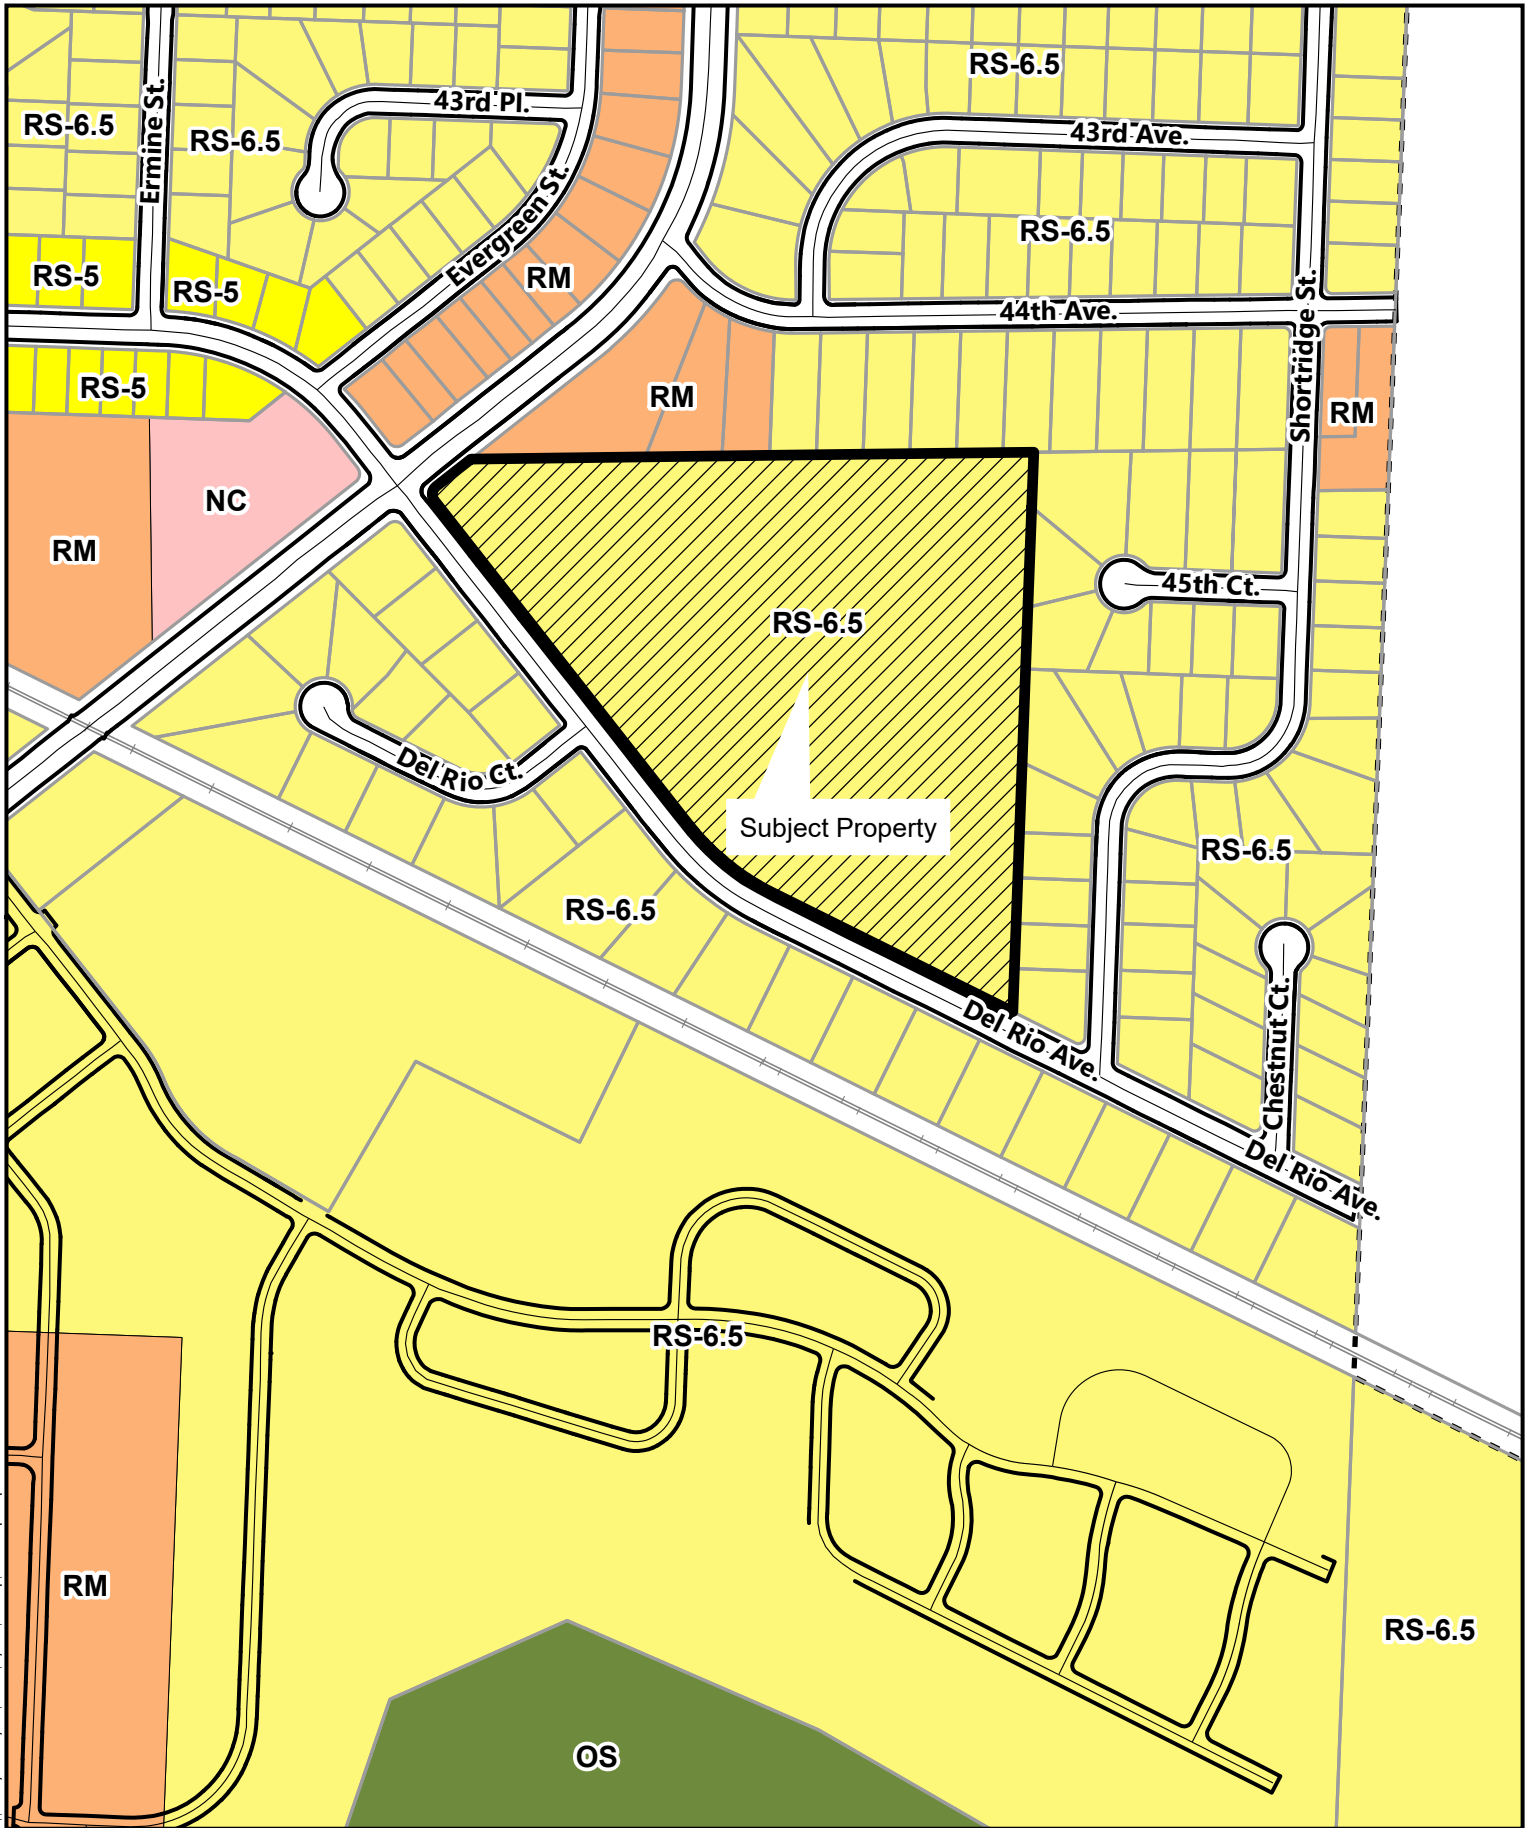 RS-6.5
43rd Pl.
RS-6.5
43rd Ave.
RS-6.5
Ermine St.
Evergreen St.
RS-6.5
RS-5
RS-5
RM
44th Ave.
Shortridge St.
RS-5
RM
RM
NC
RM
45th Ct.
RS-6.5
Del Rio Ct.
Subject Property
RS-6.5
RS-6.5
Del Rio Ave.
Chestnut Ct.
Del Rio Ave.
RS-6.5
RM
RS-6.5
OS